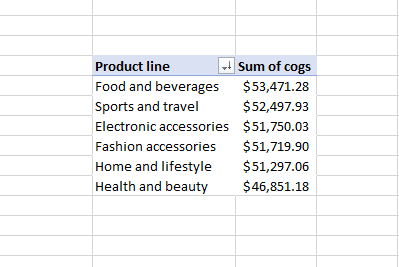 Product line Sum of cogs
Food and beverages $53,471.28
Sports and travel $52,497.93
Electronic accessories $51,750.03
Fashion accessories $51,719.90
Home and lifestyle $51,297.06
Health and beauty $46,851.18